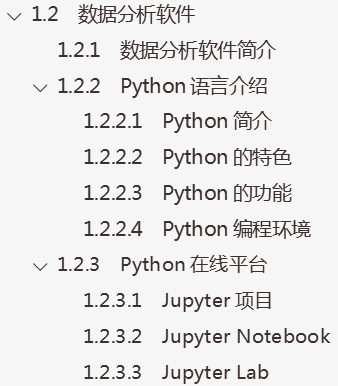 1.2 数据分析软件
1.2.1 数据分析软件简介
1.2.2 Python 语言介绍
1.2.2.1 Python 简介
1.2.2.2 Python 的特色
1.2.2.3 Python 的功能
1.2.2.4 Python 编程环境
1.2.3 Python 在线平台
1.2.3.1 Jupyter 项目
1.2.3.2 Jupyter Notebook
1.2.3.3 Jupyter Lab